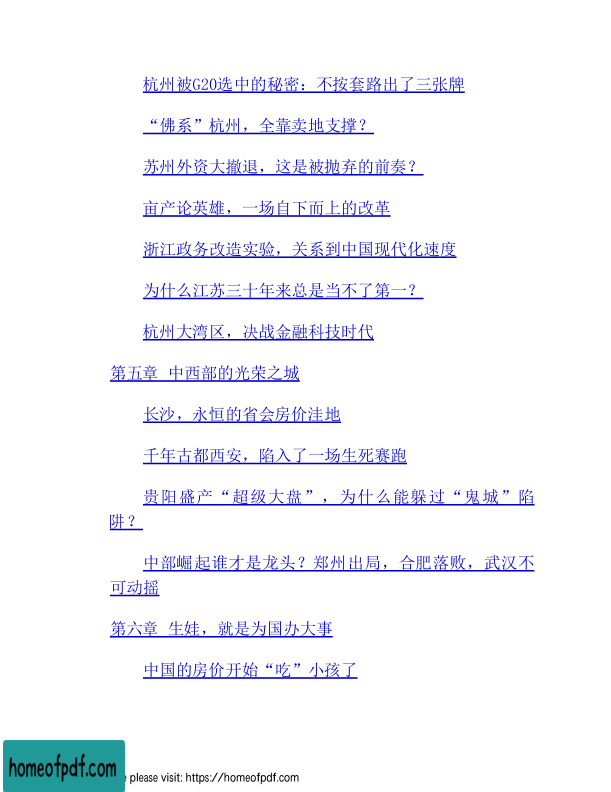 杭州被G20选中的秘密：不按套路出了三张牌
“佛系”杭州，全靠卖地支撑？
苏州外资大撤退，这是被抛弃的前奏？
亩产论英雄，一场自下而上的改革
浙江政务改造实验，关系到中国现代化速度
为什么江苏三十年来总是当不了第一？
杭州大湾区，决战金融科技时代
第五章 中西部的光荣之城
长沙，永恒的省会房价洼地
千年古都西安，陷入了一场生死赛跑
贵阳盛产“超级大盘”，为什么能躲过“鬼城”陷
阱？
中部崛起谁才是龙头？郑州出局，合肥落败，武汉不
可动摇
第六章 生娃，就是为国办大事
中国的房价开始“吃”小孩了
homeofpdf.com
e please visit: https://homeofpdf.com